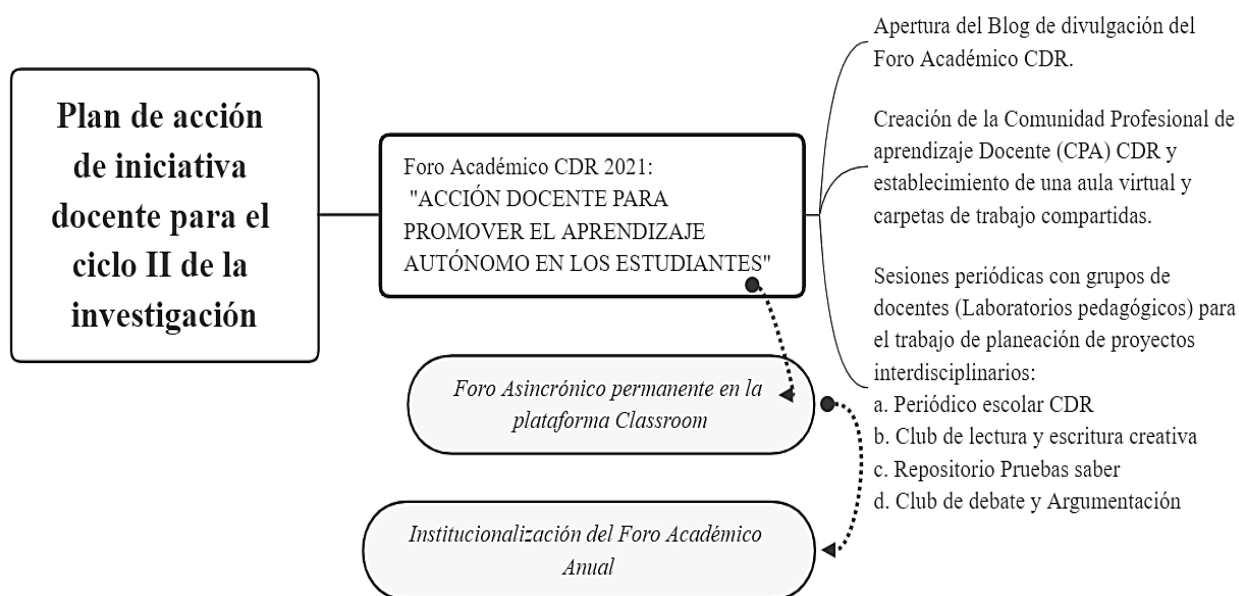 Plan de acción
de iniciativa
docente para el
ciclo II de la
investigación
Foro Académico CDR 2021:
"ACCIÓN DOCENTE PARA
PROMOVER EL APRENDIZAJE
AUTÓNOMO EN LOS ESTUDIANTES"
Foro Asincrónico permanente en la
plataforma Classroom
Institucionalización del Foro Académico
Anual
Apertura del Blog de divulgación del
Foro Académico CDR.
Creación de la Comunidad Profesional de
aprendizaje Docente (CPA) CDR y
establecimiento de una aula virtual y
carpetas de trabajo compartidas.
Sesiones periódicas con grupos de
docentes (Laboratorios pedagógicos) para
el trabajo de planeación de proyectos
interdisciplinarios:
a. Periódico escolar CDR
b. Club de lectura y escritura creativa
c. Repositorio Pruebas saber
d. Club de debate y Argumentación